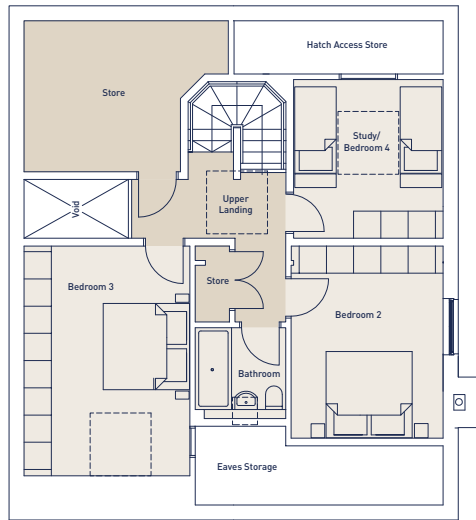 Hatch Access Store
Store
Study/
Bedroom 4
Void
Upper
Landing
Store
Bedroom 3
Bedroom 2
Bathroom
Eaves Storage